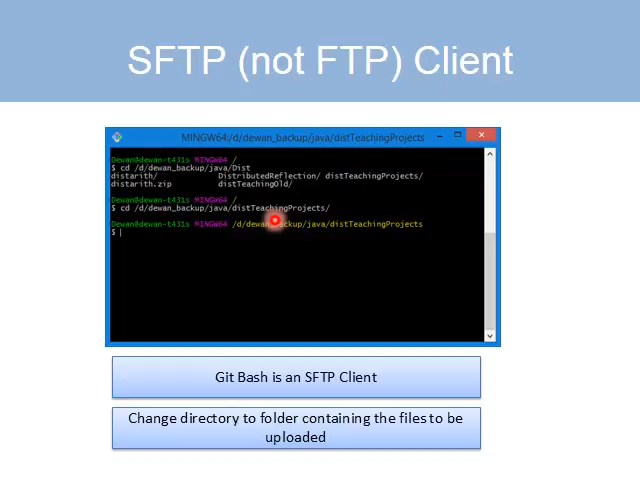 SFTP (not FTP) Client
MINGW64:/d/dewan_backup/java/distTeachingProjects
Dewan@dewan-t431s MINGW64 /
$ cd /d/dewan_backup/java/Dist
distarith/ DistributedReflection/ distTeachingProjects/
distarith.zip distTeachingOld/
Dewan@dewan-t431s MINGW64 /
$ cd /d/dewan_backup/java/distTeachingProjects/
Dewan@dewan-t431s MINGW64 /d/dewan_backup/java/distTeachingProjects
$
Git Bash is an SFTP Client
Change directory to folder containing the files to be
uploaded